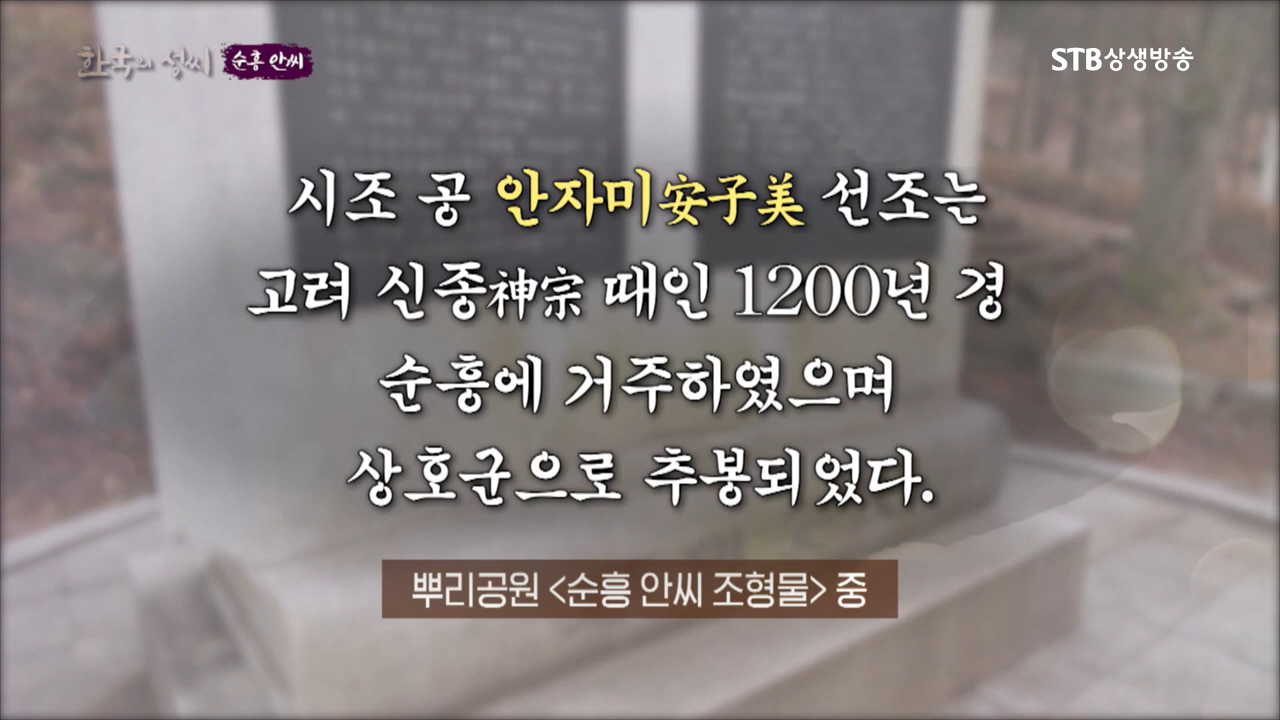 한국의 성씨 순흥 안씨
STB상생방송
시조 공 안자미安子美 선조는
고려 신종神宗 때인 1200년 경
순흥에 거주하였으며
상호군으로 추봉되었다.
뿌리공원 <순흥 안씨 조형물> 중